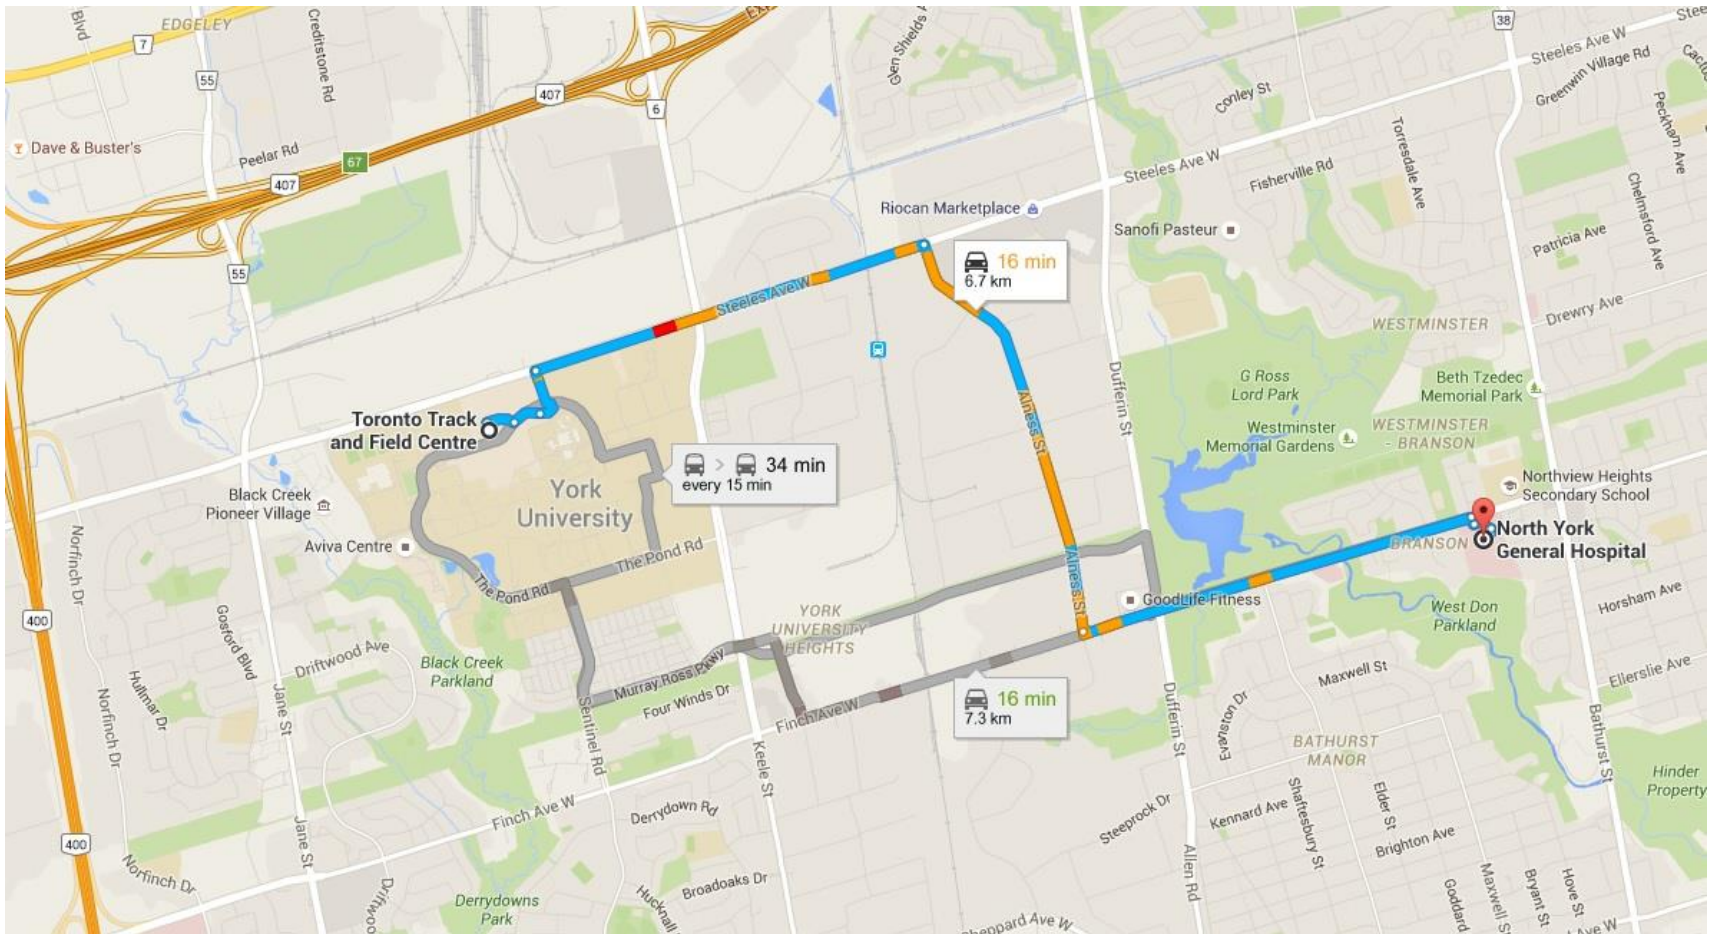 Blvd
EDGELEY
7
Creditstone Rd
55
6
407
Exp
Glen Shields A
38
Steeles Ave W
Stee
Greenwin Village Rd
Cactu
Conley St
Peckham Ave
Dave & Buster's
Peelar Rd
67
407
Torresdale Ave
Steeles Ave W
Fisherville Rd
Chelmsford Ave
Riocan Marketplace
Sanofi Pasteur
Patricia Ave
55
16 min
6.7 km
Steeles Ave W
Drewry Ave
WESTMINSTER
Dufferin St
G Ross
Lord Park
Beth Tzedec
Memorial Park
Toronto Track
and Field Centre
Alness St
Westminster
Memorial Gardens
WESTMINSTER
- BRANSON
34 min
every 15 min
Northview Heights
Secondary School
York
University
Black Creek
Pioneer Village
North York
General Hospital
BRANSON
Aviva Centre
The Pond Rd
The Pond Rd
Norfinch Dr
Alness St
GoodLife Fitness
West Don
Parkland
Horsham Ave
400
Gosford Blvd
YORK
UNIVERSITY
HEIGHTS
Driftwood Ave
Black Creek
Parkland
Murray Ross Pkwy
Four Winds Dr
Maxwell St
Ellerslie Ave
Hullmar Dr
Norfinch Dr
Jane St
Sentinel Rd
Finch Ave W
16 min
7.3 km
Dufferin St
Evanston Dr
Bathurst St
BATHURST
MANOR
Keele St
Hinder
Property
Finch Ave W
Derrydown Rd
Steeprock Dr
Kennard Ave
Shaftesbury St
Elder St
Brighton Ave
400
Jane St
Norfinch Dr
Driftwoo
Broadoaks Dr
Hucknall
Allen Rd
Derrydowns
Park
Goddard
Maxwell S
Bryant St
Hove St
heppard Ave W
Ave W